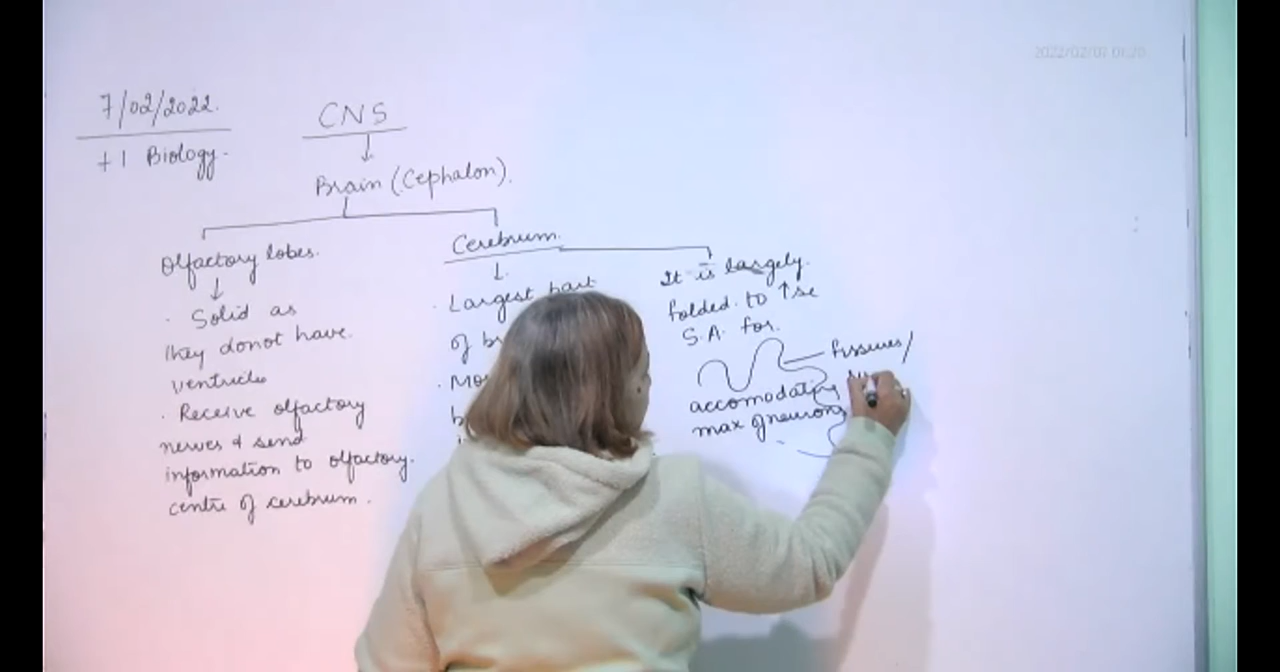 2022/02/07 01:20
7/02/2022.
+1 Biology.
CNS
Brain (Cephalon).
Olfactory lobes.
· Solid as
they donot have.
ventricles
· Receive olfactory
nerves & send
information to olfactory.
centre of cerebrum.
Cerebrum.
· Largest part
of
It is largely.
folded. to ↑se
S.A. for.
fissures/
accomodating
max of neurons